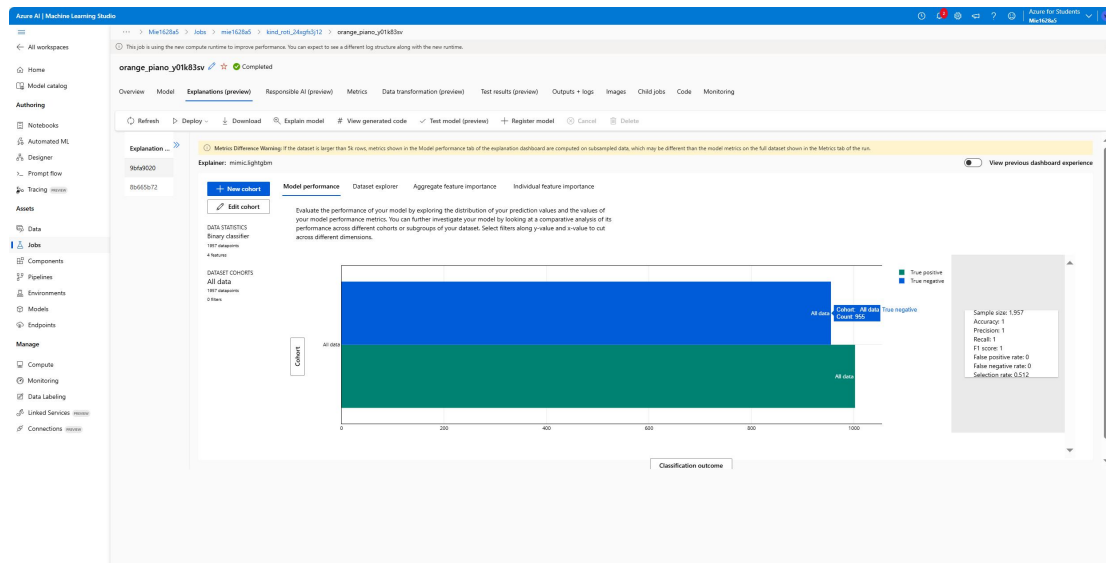 Azure AI | Machine Learning Studio
2
Azure for Students
Mie1628a5
All workspaces
Home
Model catalog
Authoring
Notebooks
Automated ML
Designer
Prompt flow
Tracing PREVIEW
Assets
Data
Jobs
Components
Pipelines
Environments
Models
Endpoints
Manage
Compute
Monitoring
Data Labeling
Linked Services PREVIEW
Connections PREVIEW
··· > Mie1628a5 > Jobs > mie1628a5 > kind_roti_24xgfs3j12 > orange_piano_y01k83sv
This job is using the new compute runtime to improve performance. You can expect to see a different log structure along with the new runtime.
orange_piano_y01k83sv Completed
Overview Model Explanations (preview) Responsible AI (preview) Metrics Data transformation (preview) Test results (preview) Outputs + logs Images Child jobs Code Monitoring
Refresh Deploy Download Explain model # View generated code Test model (preview) Register model Cancel Delete
Explanation ...
9bfa9020
8b665b72
Metrics Difference Warning: If the dataset is larger than 5k rows, metrics shown in the Model performance tab of the explanation dashboard are computed on subsampled data, which may be different than the model metrics on the full dataset shown in the Metrics tab of the run.
Explainer: mimic.lightgbm
View previous dashboard experience
+ New cohort
Edit cohort
DATA STATISTICS
Binary classifier
1957 datapoints
4 features
DATASET COHORTS
All data
1957 datapoints
0 filters
Model performance Dataset explorer Aggregate feature importance Individual feature importance
Evaluate the performance of your model by exploring the distribution of your prediction values and the values of
your model performance metrics. You can further investigate your model by looking at a comparative analysis of its
performance across different cohorts or subgroups of your dataset. Select filters along y-value and x-value to cut
across different dimensions.
Cohort
All data
All data
Cohort: All data True negative
Count: 955
All data
0 200 400 600 800 1000
Classification outcome
True positive
True negative
Sample size: 1,957
Accuracy: 1
Precision: 1
Recall: 1
F1 score: 1
False positive rate: 0
False negative rate: 0
Selection rate: 0.512